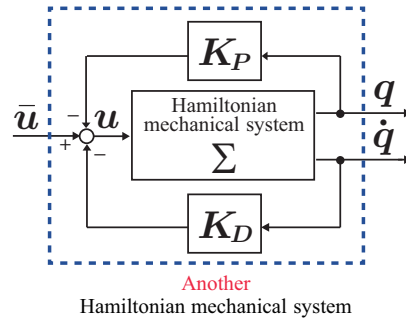 K_P
q
ū
−
u
Hamiltonian
mechanical system
Σ
+
−
q̇
K_D
Another
Hamiltonian mechanical system